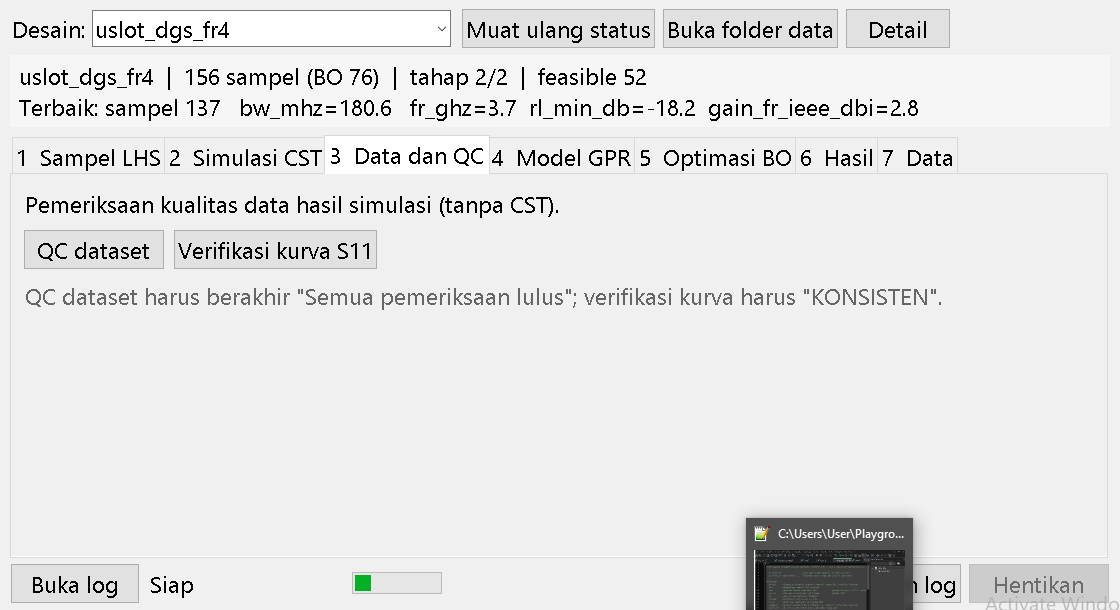 Desain: uslot_dgs_fr4 Muat ulang status Buka folder data Detail
uslot_dgs_fr4 | 156 sampel (BO 76) | tahap 2/2 | feasible 52
Terbaik: sampel 137 bw_mhz=180.6 fr_ghz=3.7 rl_min_db=-18.2 gain_fr_ieee_dbi=2.8
1 Sampel LHS 2 Simulasi CST 3 Data dan QC 4 Model GPR 5 Optimasi BO 6 Hasil 7 Data
Pemeriksaan kualitas data hasil simulasi (tanpa CST).
QC dataset Verifikasi kurva S11
QC dataset harus berakhir "Semua pemeriksaan lulus"; verifikasi kurva harus "KONSISTEN".
C:\Users\User\Playgro...
Buka log Siap log Hentikan
Activate Windo